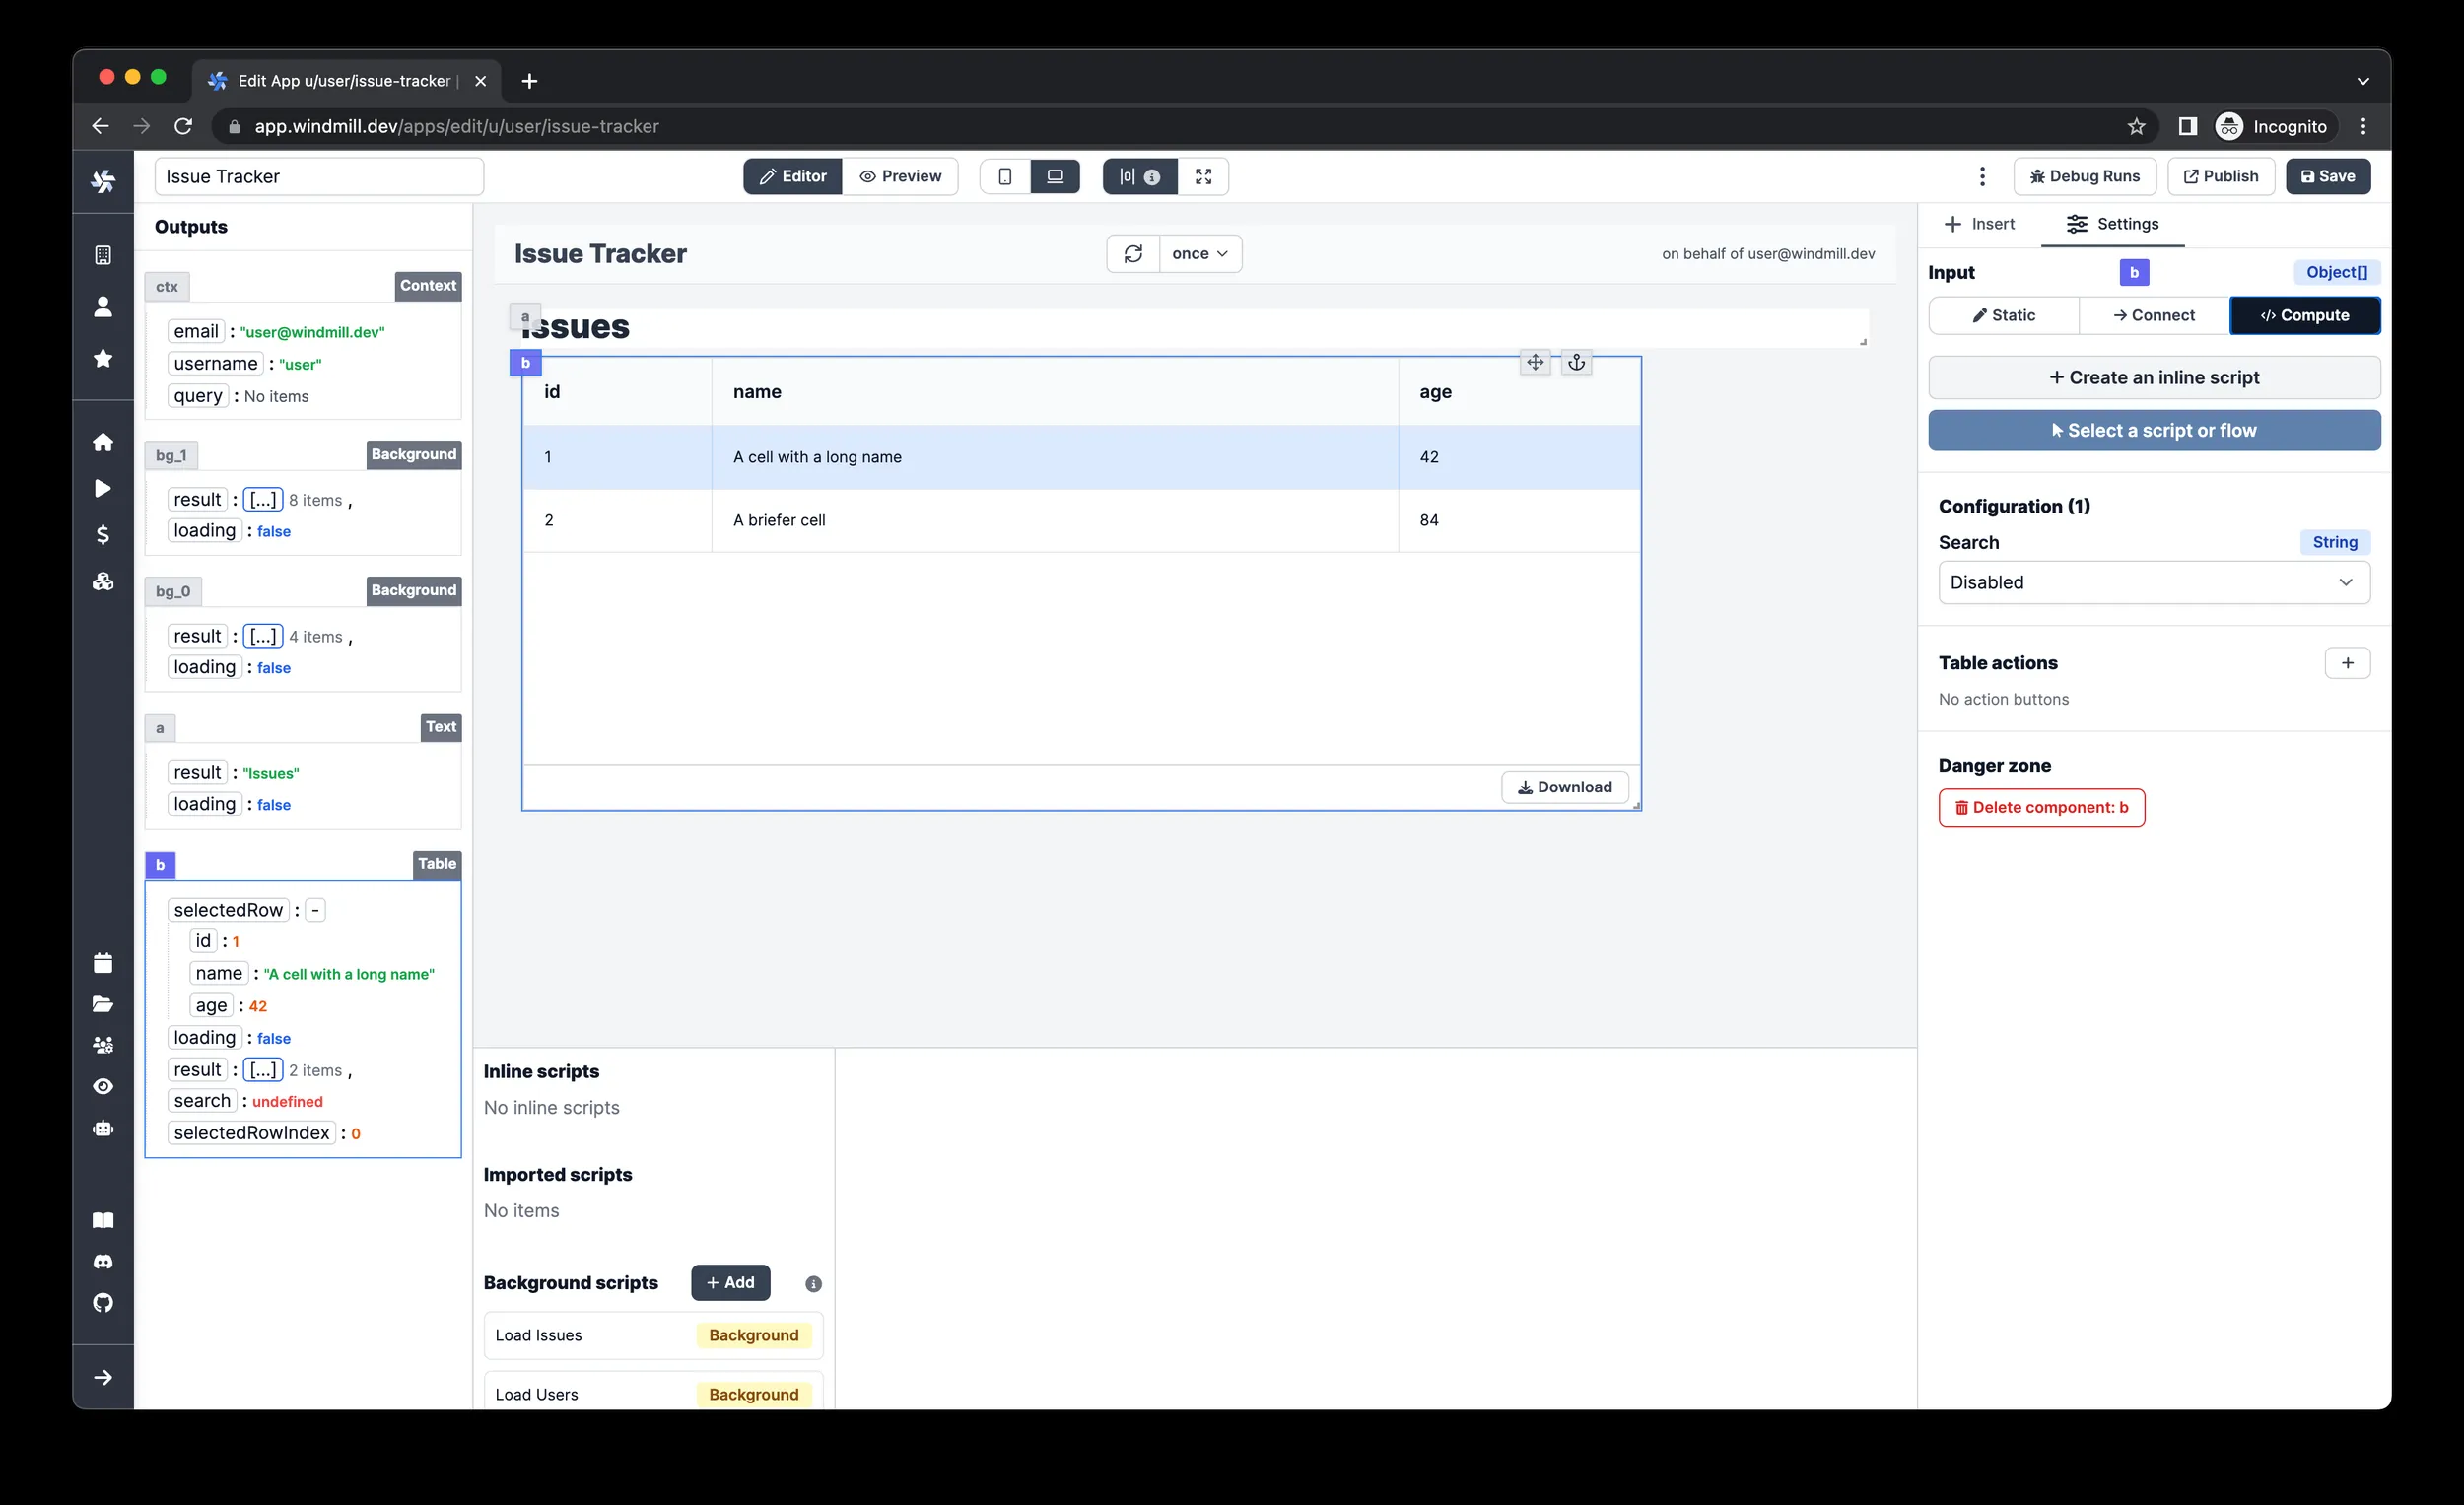 Edit App u/user/issue-tracker |
app.windmill.dev/apps/edit/u/user/issue-tracker
Incognito
Issue Tracker
Editor
Preview
Debug Runs
Publish
Save
Outputs
ctx
Context
email : "user@windmill.dev"
username : "user"
query : No items
bg_1
Background
result : [...] 8 items ,
loading : false
bg_0
Background
result : [...] 4 items ,
loading : false
a
Text
result : "Issues"
loading : false
b
Table
selectedRow : -
id : 1
name : "A cell with a long name"
age : 42
loading : false
result : [...] 2 items ,
search : undefined
selectedRowIndex : 0
Issue Tracker
once
on behalf of user@windmill.dev
a
Issues
b
id name age
1 A cell with a long name 42
2 A briefer cell 84
Download
Inline scripts
No inline scripts
Imported scripts
No items
Background scripts
+ Add
Load Issues
Background
Load Users
Background
Insert
Settings
Input
b
Object[]
Static
Connect
Compute
+ Create an inline script
Select a script or flow
Configuration (1)
Search
String
Disabled
Table actions
+
No action buttons
Danger zone
Delete component: b